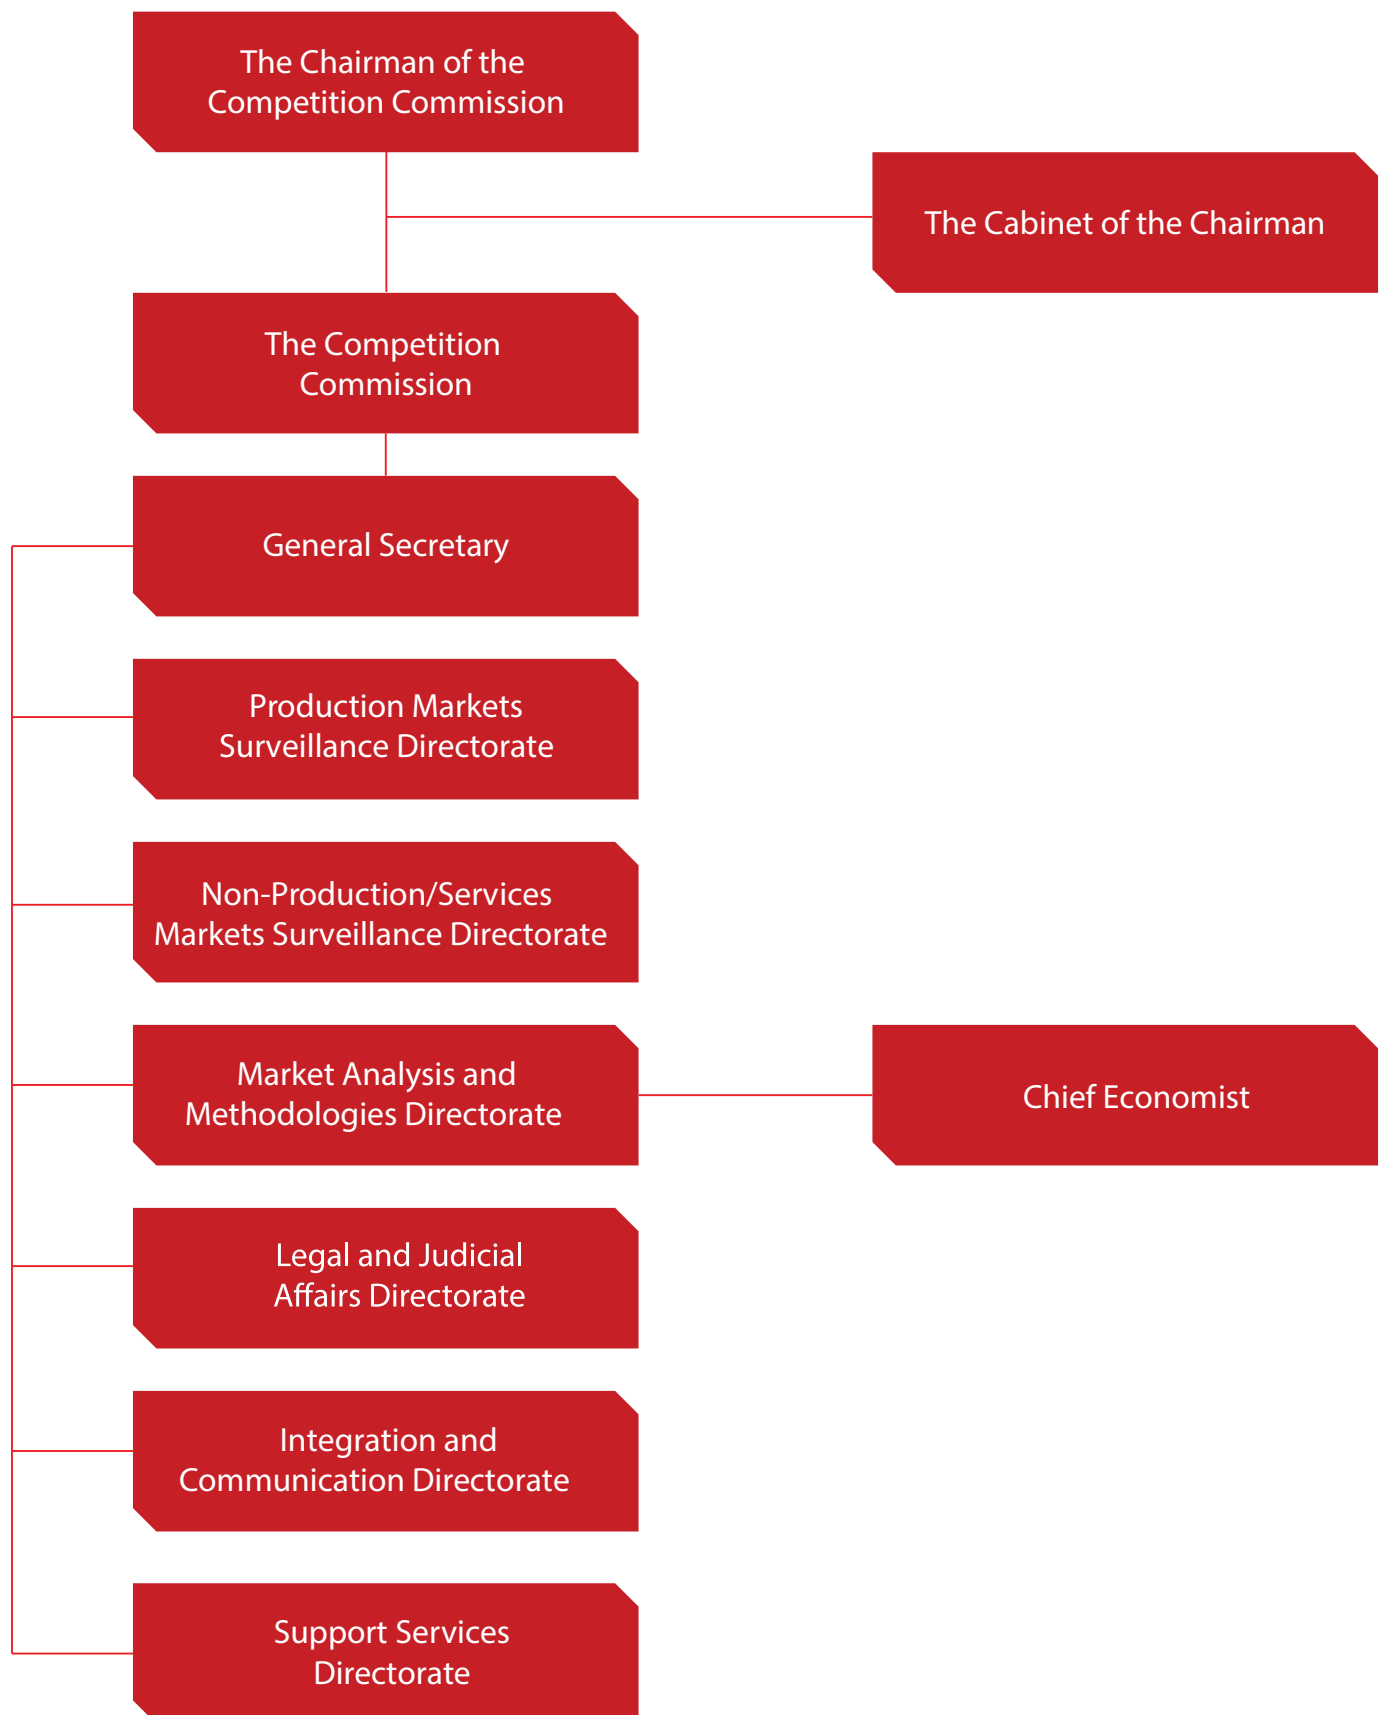 The Chairman of the
Competition Commission
The Cabinet of the Chairman
The Competition
Commission
General Secretary
Production Markets
Surveillance Directorate
Non-Production/Services
Markets Surveillance Directorate
Market Analysis and
Methodologies Directorate
Chief Economist
Legal and Judicial
Affairs Directorate
Integration and
Communication Directorate
Support Services
Directorate